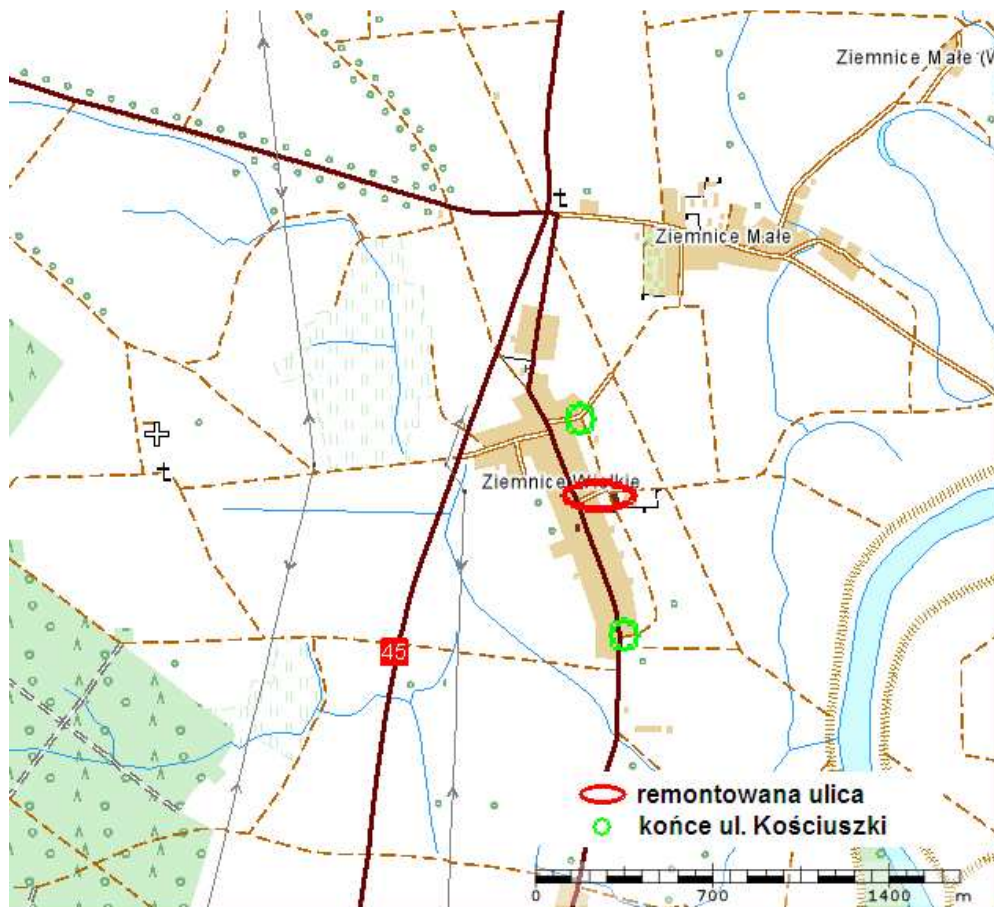 Ziemnice Małe (W
Ziemnice Małe
Ziemnice Wielkie
45
remontowana ulica
końce ul. Kościuszki
0 700 1400 m